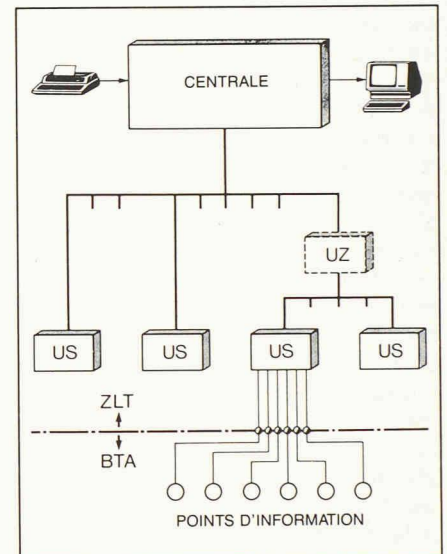 CENTRALE
UZ
US US US US
ZLT
BTA
POINTS D'INFORMATION